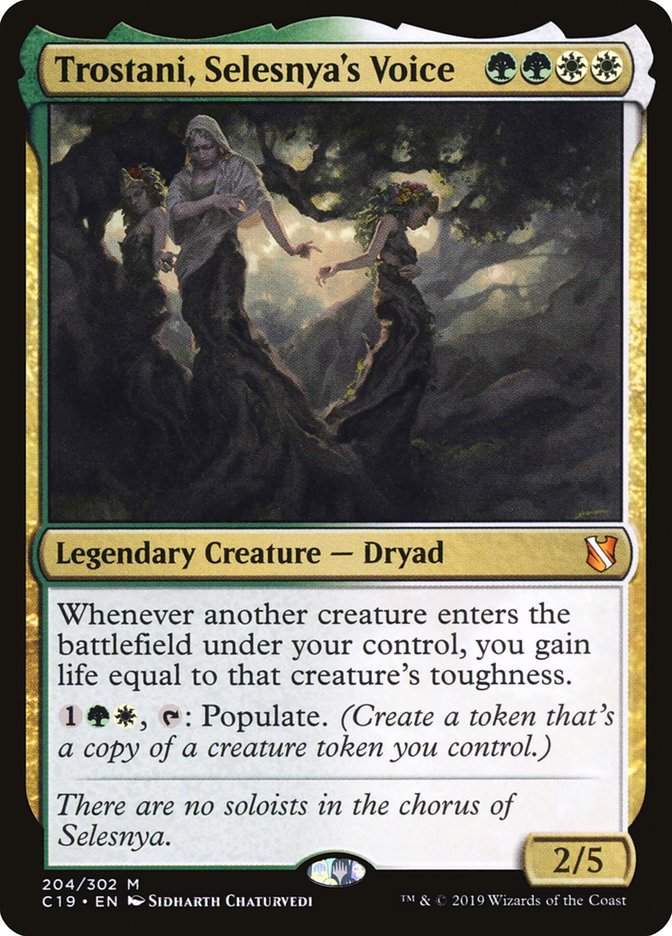 Trostani, Selesnya's Voice
Legendary Creature — Dryad
Whenever another creature enters the
battlefield under your control, you gain
life equal to that creature's toughness.
1, : Populate. (Create a token that's
a copy of a creature token you control.)
There are no soloists in the chorus of
Selesnya.
2/5
204/302 M
C19 • EN Sidharth Chaturvedi
™ & © 2019 Wizards of the Coast